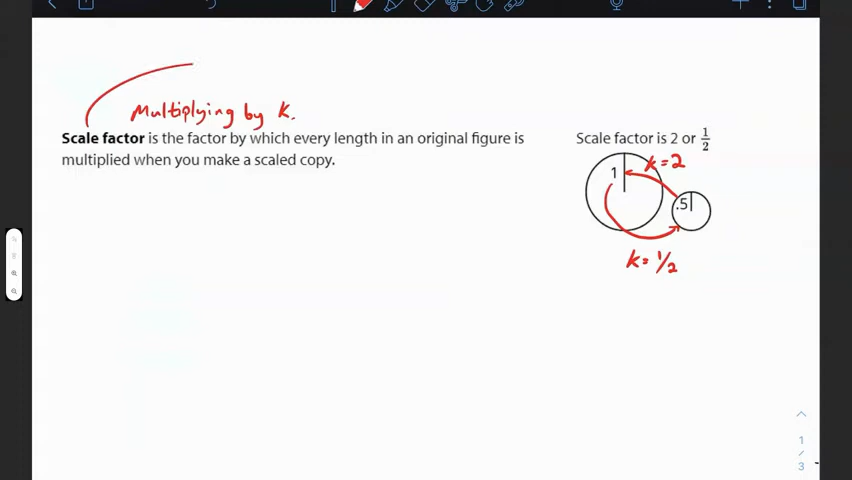 Multiplying by K.
Scale factor is the factor by which every length in an original figure is
multiplied when you make a scaled copy.
Scale factor is 2 or 1/2
k=2
1
.5
k=1/2
1
/
3